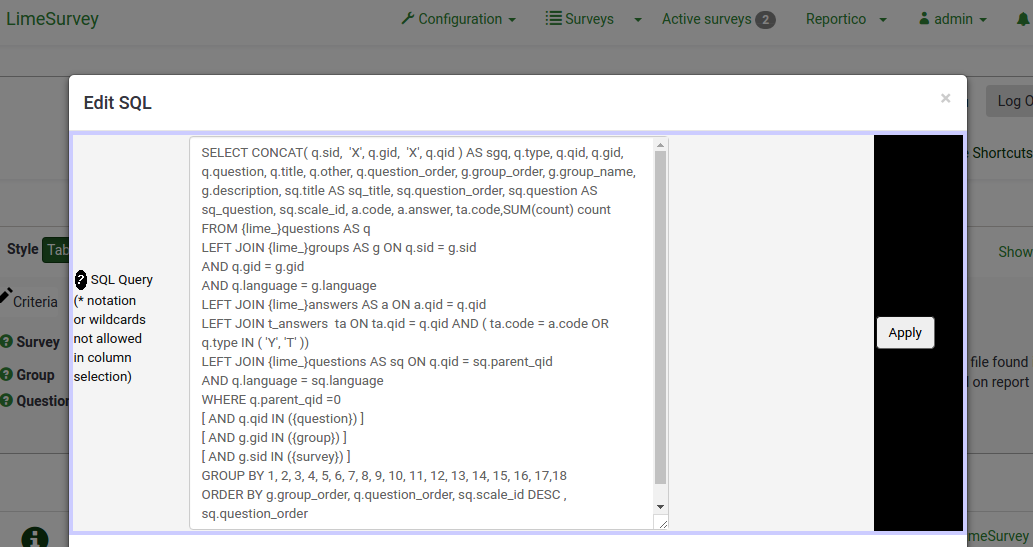 LimeSurvey
Configuration
Surveys
Active surveys 2
Reportico
admin
Edit SQL
×
Log O
Shortcuts
Style Tab
Show
Criteria
Survey
Group
Question
? SQL Query
(* notation
or wildcards
not allowed
in column
selection)
SELECT CONCAT( q.sid,  'X', q.gid,  'X', q.qid ) AS sgq, q.type, q.qid, q.gid,
q.question, q.title, q.other, q.question_order, g.group_order, g.group_name,
g.description, sq.title AS sq_title, sq.question_order, sq.question AS
sq_question, sq.scale_id, a.code, a.answer, ta.code,SUM(count) count
FROM {lime_}questions AS q
LEFT JOIN {lime_}groups AS g ON q.sid = g.sid
AND q.gid = g.gid
AND q.language = g.language
LEFT JOIN {lime_}answers AS a ON a.qid = q.qid
LEFT JOIN t_answers  ta ON ta.qid = q.qid AND ( ta.code = a.code OR
q.type IN ( 'Y', 'T' ))
LEFT JOIN {lime_}questions AS sq ON q.qid = sq.parent_qid
AND q.language = sq.language
WHERE q.parent_qid =0
[ AND q.qid IN ({question}) ]
[ AND g.gid IN ({group}) ]
[ AND g.sid IN ({survey}) ]
GROUP BY 1, 2, 3, 4, 5, 6, 7, 8, 9, 10, 11, 12, 13, 14, 15, 16, 17,18
ORDER BY g.group_order, q.question_order, sq.scale_id DESC ,
sq.question_order
Apply
file found
on report
meSurvey